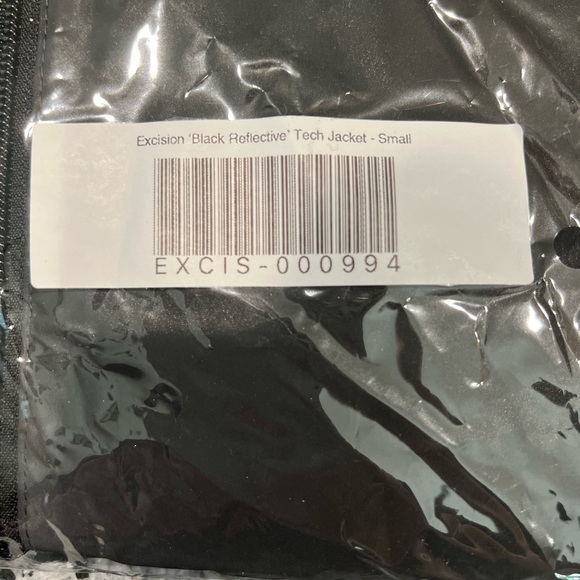 Excision 'Black Reflective' Tech Jacket - Small
EXCIS-000994